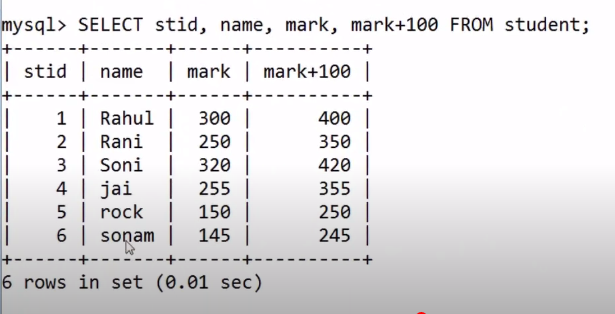 mysql> SELECT stid, name, mark, mark+100 FROM student;
+------+-------+------+----------+
| stid | name  | mark | mark+100 |
+------+-------+------+----------+
|    1 | Rahul |  300 |      400 |
|    2 | Rani  |  250 |      350 |
|    3 | Soni  |  320 |      420 |
|    4 | jai   |  255 |      355 |
|    5 | rock  |  150 |      250 |
|    6 | sonam |  145 |      245 |
+------+-------+------+----------+
6 rows in set (0.01 sec)